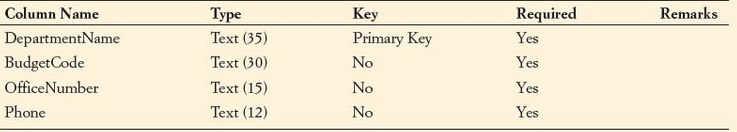 Column Name Type Key Required Remarks
DepartmentName Text (35) Primary Key Yes
BudgetCode Text (30) No Yes
OfficeNumber Text (15) No Yes
Phone Text (12) No Yes